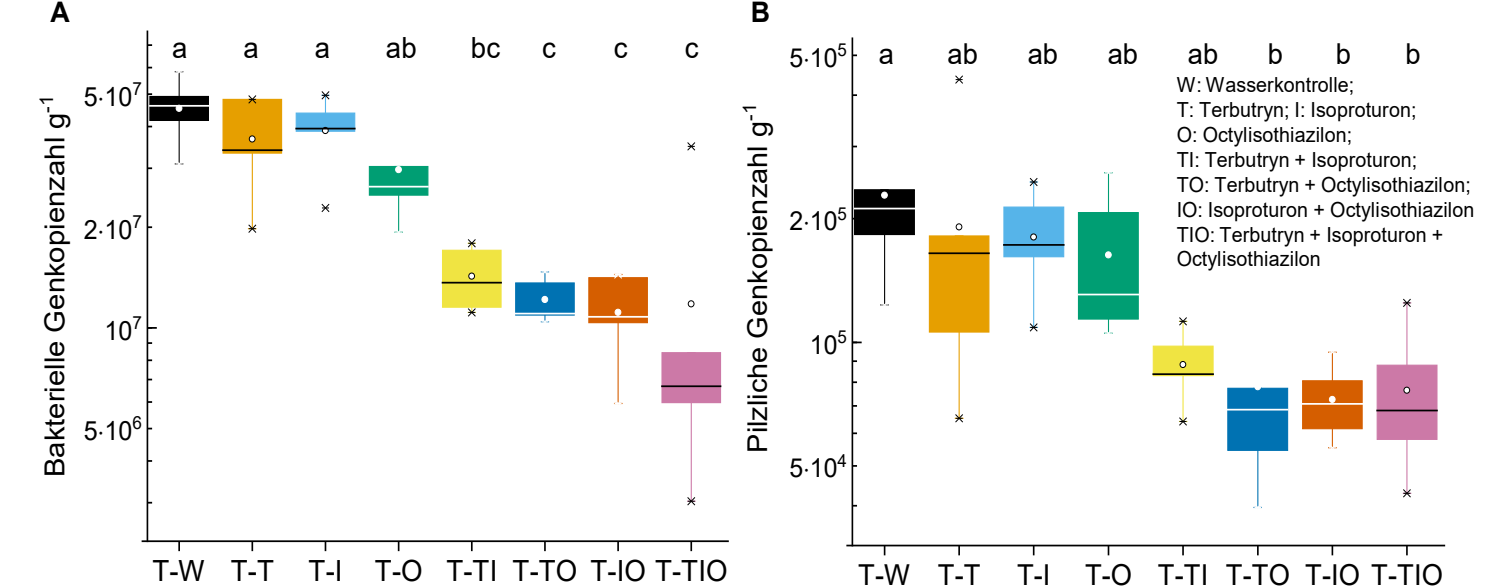 A
Bakterielle Genkopienzahl g-1
a a a ab bc c c c
5·10⁷
2·10⁷
10⁷
5·10⁶
T-W T-T T-I T-O T-TI T-TO T-IO T-TIO
B
Pilzliche Genkopienzahl g-1
a ab ab ab ab b b b
5·10⁵
2·10⁵
10⁵
5·10⁴
W: Wasserkontrolle;
T: Terbutryn; I: Isoproturon;
O: Octylisothiazilon;
TI: Terbutryn + Isoproturon;
TO: Terbutryn + Octylisothiazilon;
IO: Isoproturon + Octylisothiazilon
TIO: Terbutryn + Isoproturon +
Octylisothiazilon
T-W T-T T-I T-O T-TI T-TO T-IO T-TIO